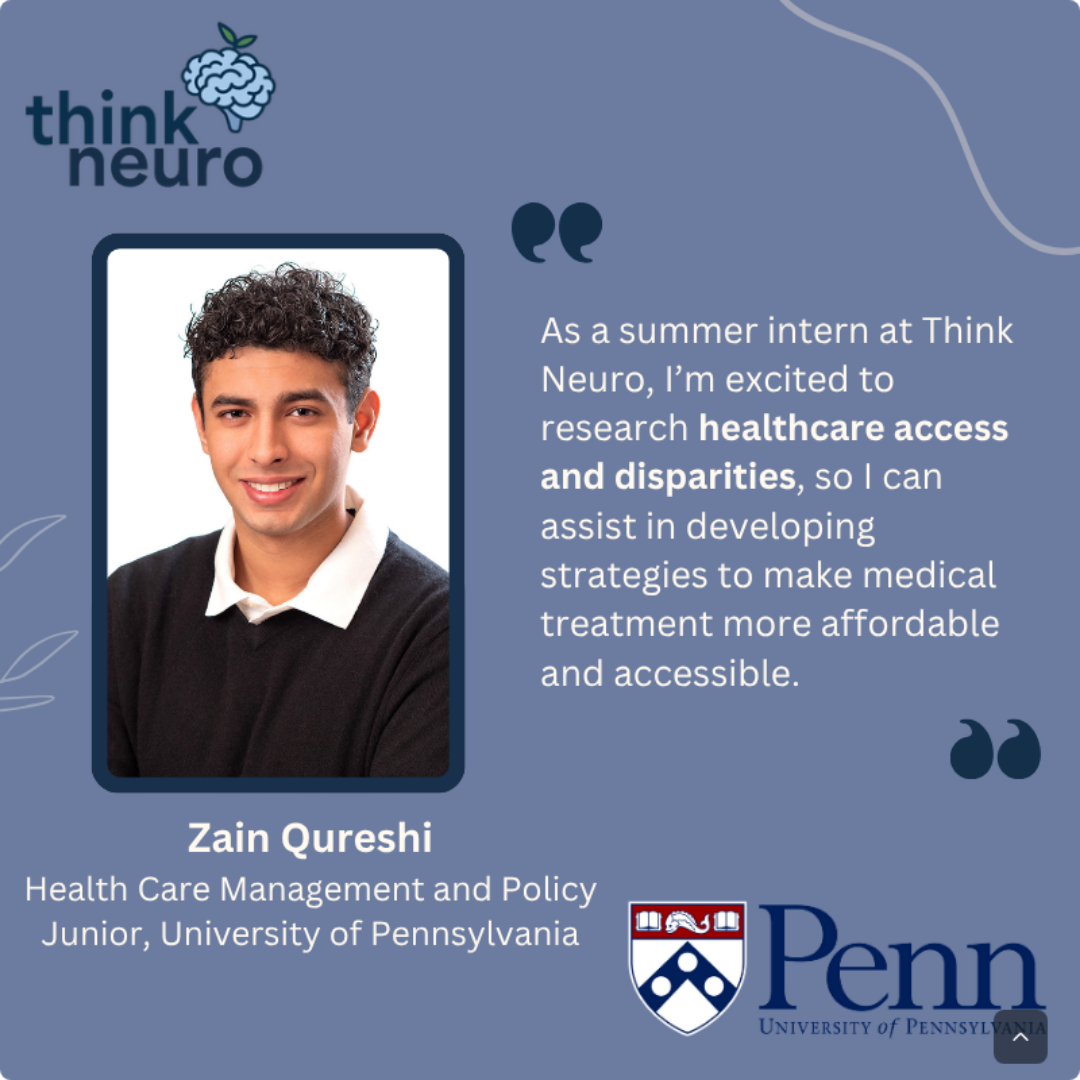 think
neuro
As a summer intern at Think
Neuro, I’m excited to
research healthcare access
and disparities, so I can
assist in developing
strategies to make medical
treatment more affordable
and accessible.
Zain Qureshi
Health Care Management and Policy
Junior, University of Pennsylvania
Penn
UNIVERSITY of PENNSYLVANIA